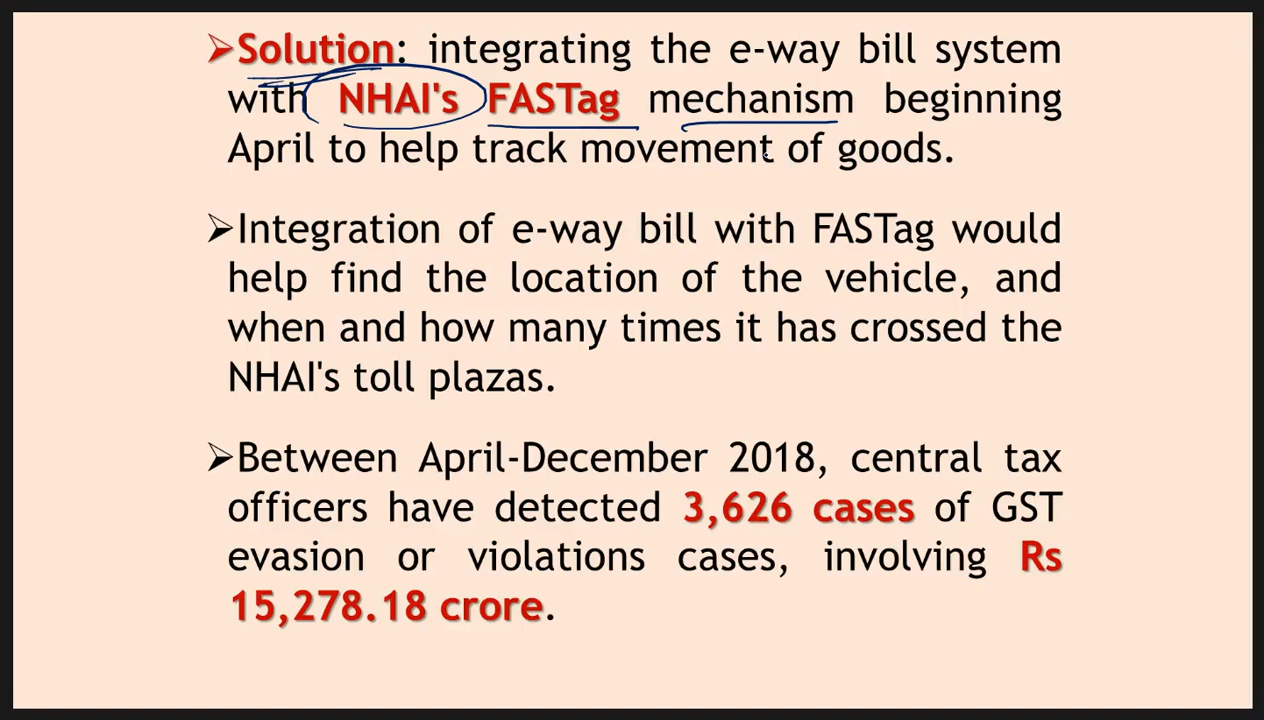 ➢Solution: integrating the e-way bill system
with NHAI's FASTag mechanism beginning
April to help track movement of goods.
➢Integration of e-way bill with FASTag would
help find the location of the vehicle, and
when and how many times it has crossed the
NHAI's toll plazas.
➢Between April-December 2018, central tax
officers have detected 3,626 cases of GST
evasion or violations cases, involving Rs
15,278.18 crore.